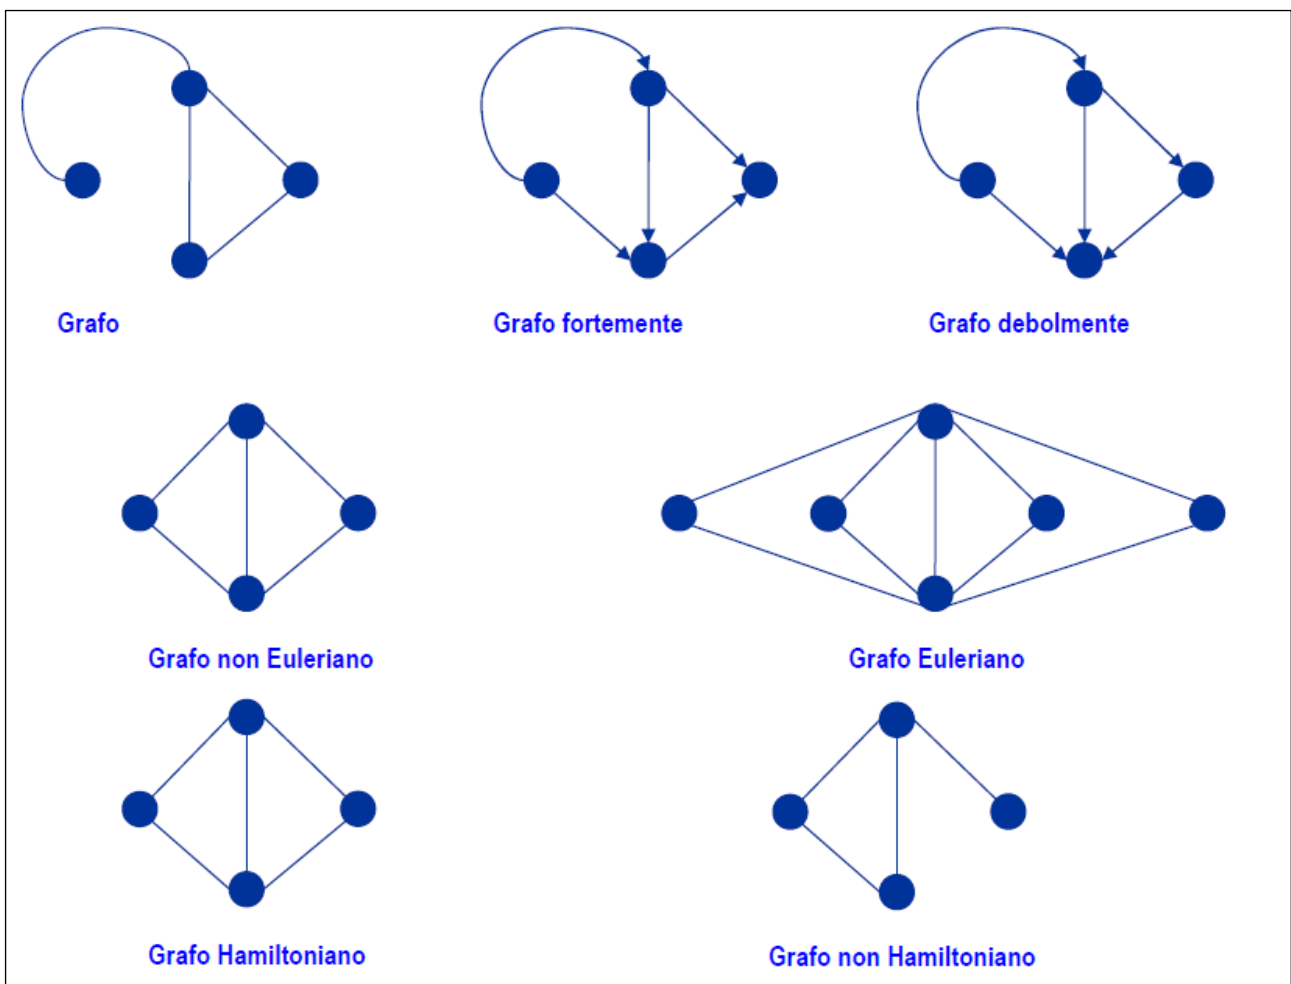 Grafo
Grafo fortemente
Grafo debolmente
Grafo non Euleriano
Grafo Euleriano
Grafo Hamiltoniano
Grafo non Hamiltoniano